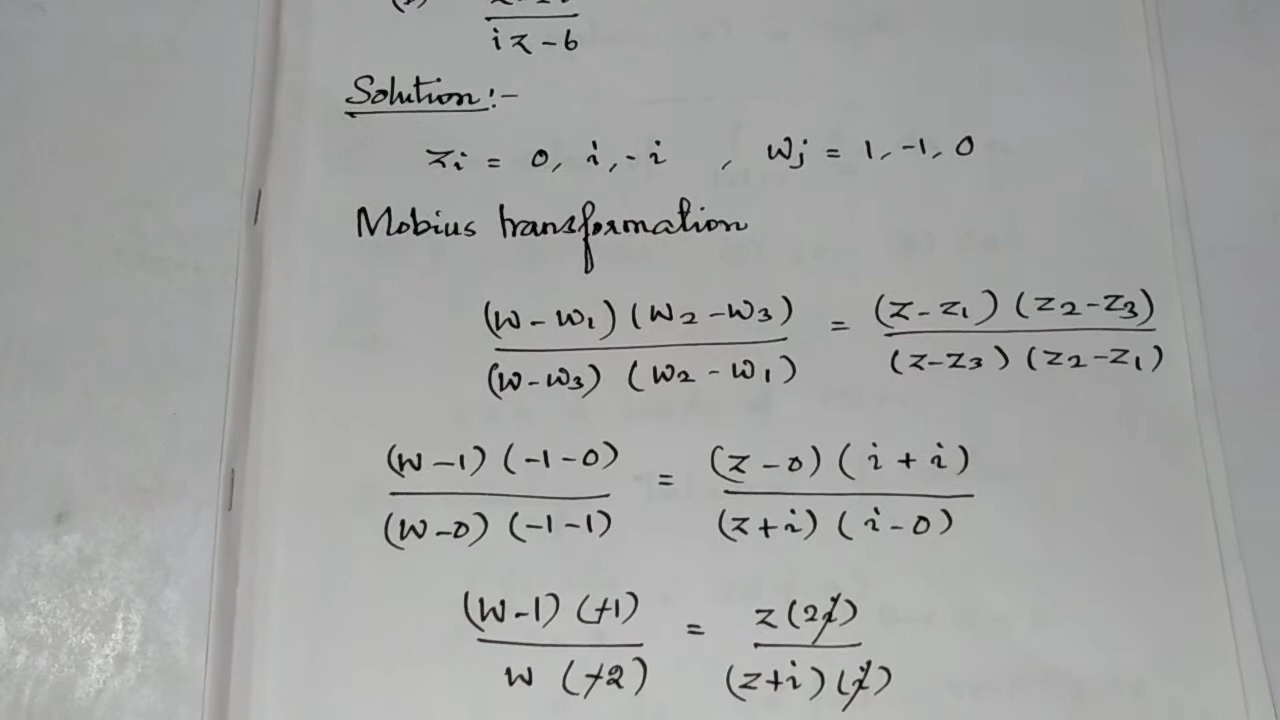 iz-6
Solution:-
zi = 0, i, -i , wj = 1, -1, 0
Mobius transformation
(w-w₁)(w₂-w₃) / (w-w₃)(w₂-w₁) = (z-z₁)(z₂-z₃) / (z-z₃)(z₂-z₁)
(w-1)(-1-0) / (w-0)(-1-1) = (z-0)(i+i) / (z+i)(i-0)
(w-1)(+1) / w(+2) = z(2i) / (z+i)(i)